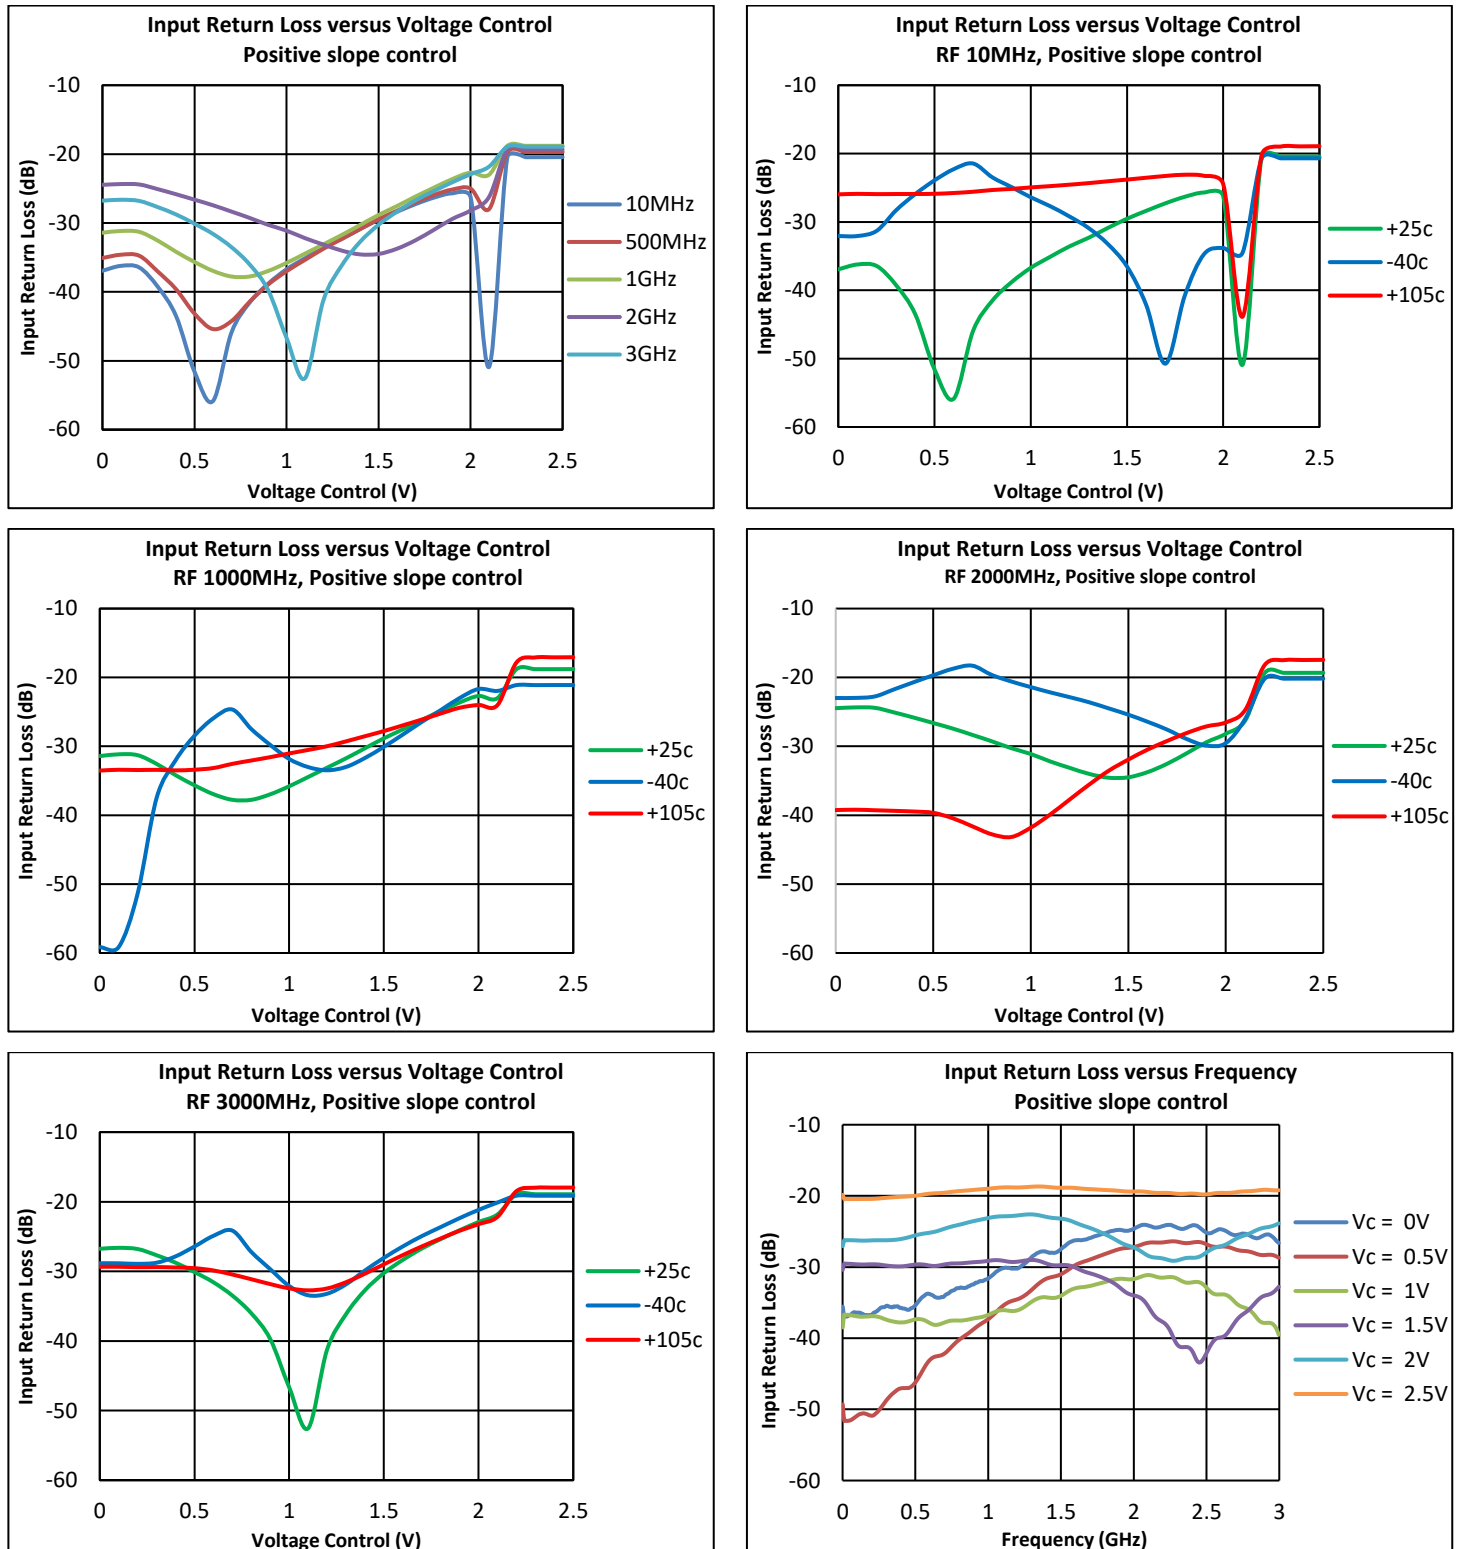 Input Return Loss versus Voltage Control
Positive slope control
-10
-20
-30
-40
-50
-60
Input Return Loss (dB)
0
0.5
1
1.5
2
2.5
Voltage Control (V)
10MHz
500MHz
1GHz
2GHz
3GHz
Input Return Loss versus Voltage Control
RF 10MHz, Positive slope control
-10
-20
-30
-40
-50
-60
Input Return Loss (dB)
0
0.5
1
1.5
2
2.5
Voltage Control (V)
+25c
-40c
+105c
Input Return Loss versus Voltage Control
RF 1000MHz, Positive slope control
-10
-20
-30
-40
-50
-60
Input Return Loss (dB)
0
0.5
1
1.5
2
2.5
Voltage Control (V)
+25c
-40c
+105c
Input Return Loss versus Voltage Control
RF 2000MHz, Positive slope control
-10
-20
-30
-40
-50
-60
Input Return Loss (dB)
0
0.5
1
1.5
2
2.5
Voltage Control (V)
+25c
-40c
+105c
Input Return Loss versus Voltage Control
RF 3000MHz, Positive slope control
-10
-20
-30
-40
-50
-60
Input Return Loss (dB)
0
0.5
1
1.5
2
2.5
Voltage Control (V)
+25c
-40c
+105c
Input Return Loss versus Frequency
Positive slope control
-10
-20
-30
-40
-50
-60
Input Return Loss (dB)
0
0.5
1
1.5
2
2.5
3
Frequency (GHz)
Vc = 0V
Vc = 0.5V
Vc = 1V
Vc = 1.5V
Vc = 2V
Vc = 2.5V